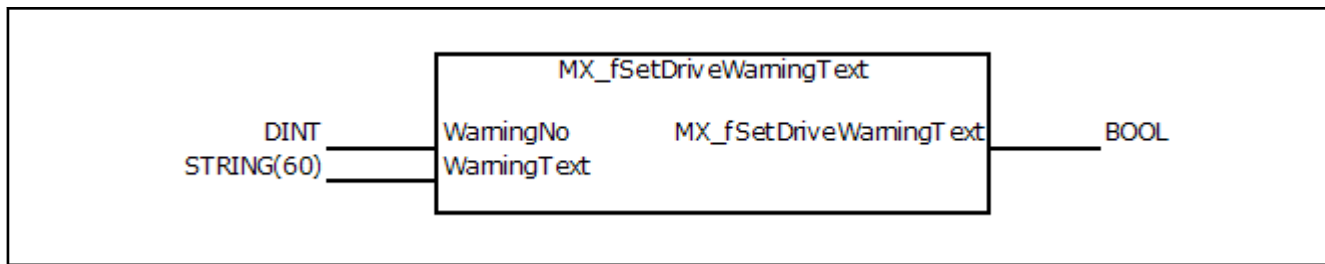 MX_fSetDriveWarningText
DINT WarningNo MX_fSetDriveWarningText BOOL
STRING(60) WarningText